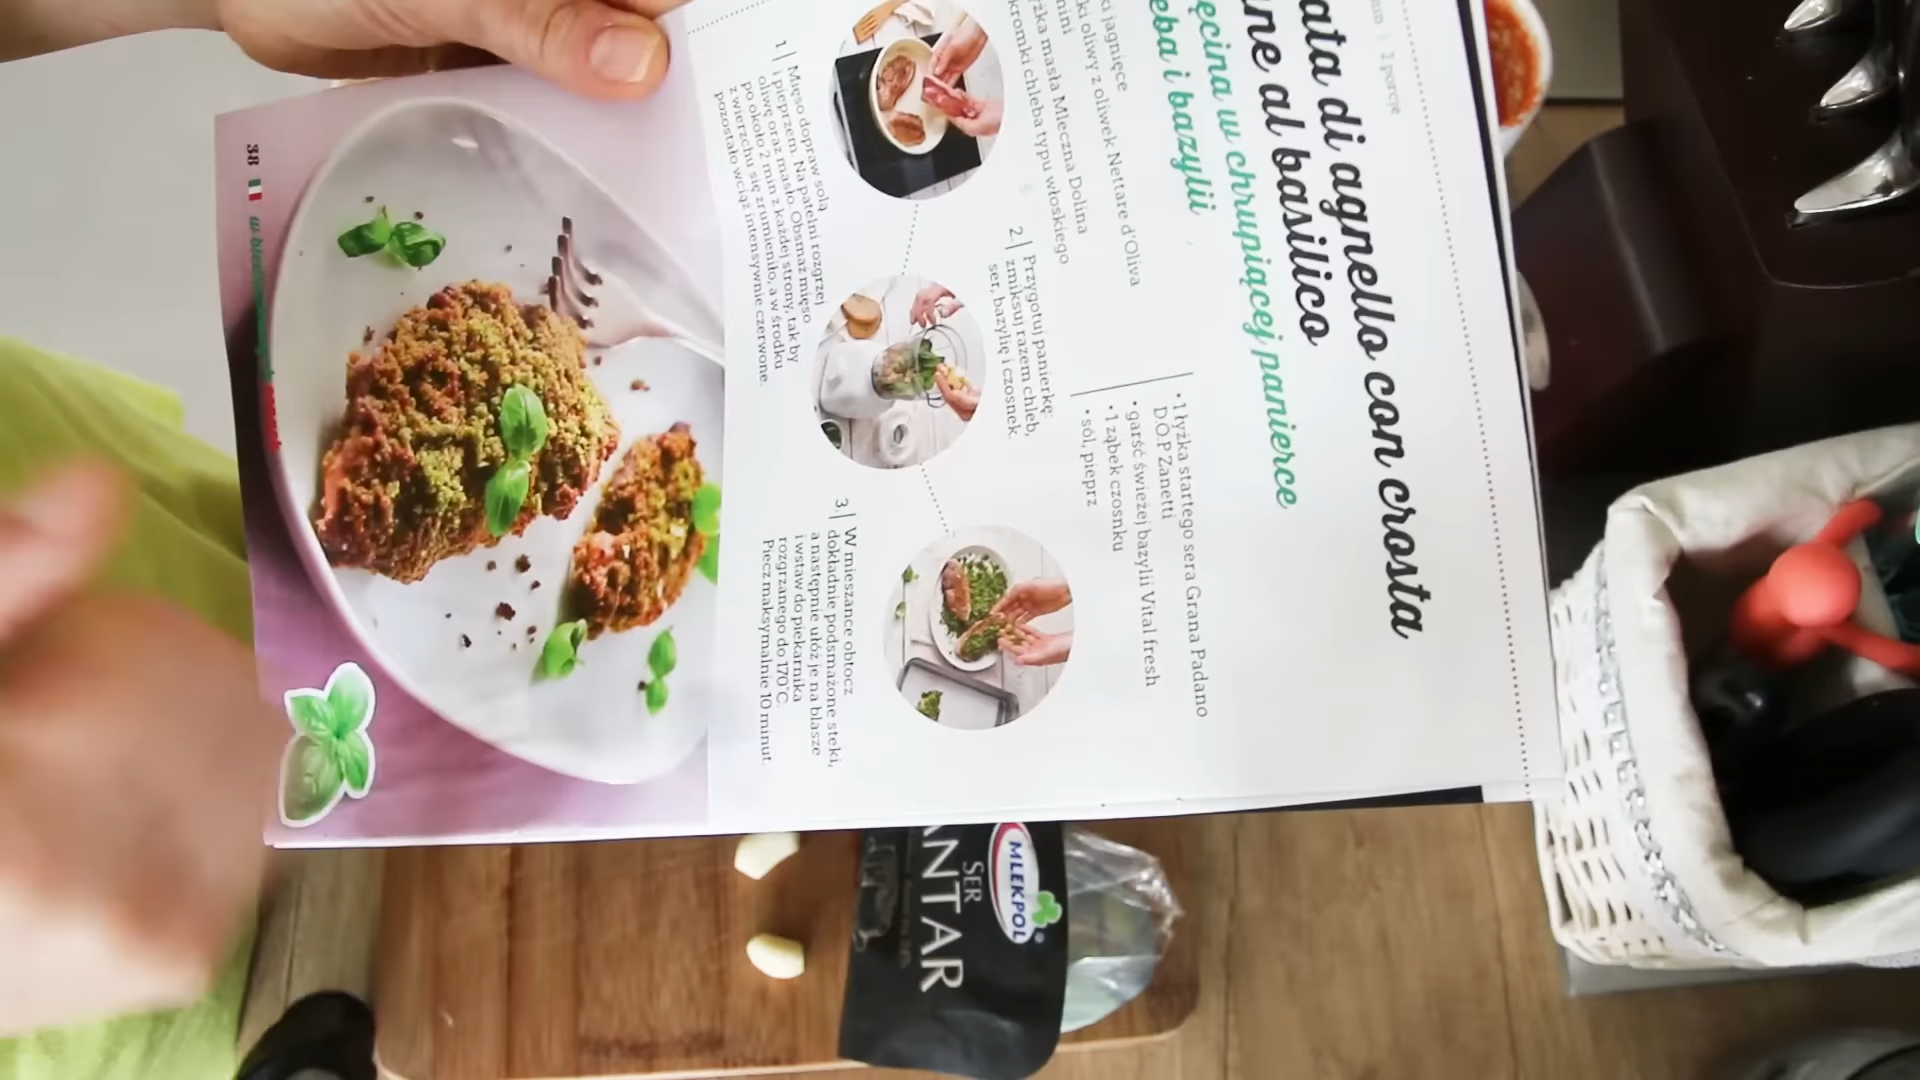 2 porcje
ata di agnello con crosta
ne al basilico
ęcina w chrupiącej panierce
eba i bazylii
ki jagnięce
ki oliwy z oliwek Nettare d'Oliva
nini
żka masła Mleczna Dolina
kromki chleba typu włoskiego
• 1 łyżka startego sera Grana Padano
D.O.P. Zanetti
• garść świeżej bazylii Vital fresh
• 1 ząbek czosnku
• sól, pieprz
1. Mięso dopraw solą
i pieprzem. Na patelni rozgrzej
oliwę oraz masło. Obsmaż mięso
po około 2 min z każdej strony, tak by
z wierzchu się zrumieniło, a w środku
pozostało wciąż intensywnie czerwone.
2. Przygotuj panierkę:
zmiksuj razem chleb,
ser, bazylię i czosnek.
3. W mieszance obtocz
dokładnie podsmażone steki,
a następnie ułóż je na blasze
i wstaw do piekarnika
rozgrzanego do 170°C.
Piecz maksymalnie 10 minut.
38
MLEKPOL
SER
ANTAR